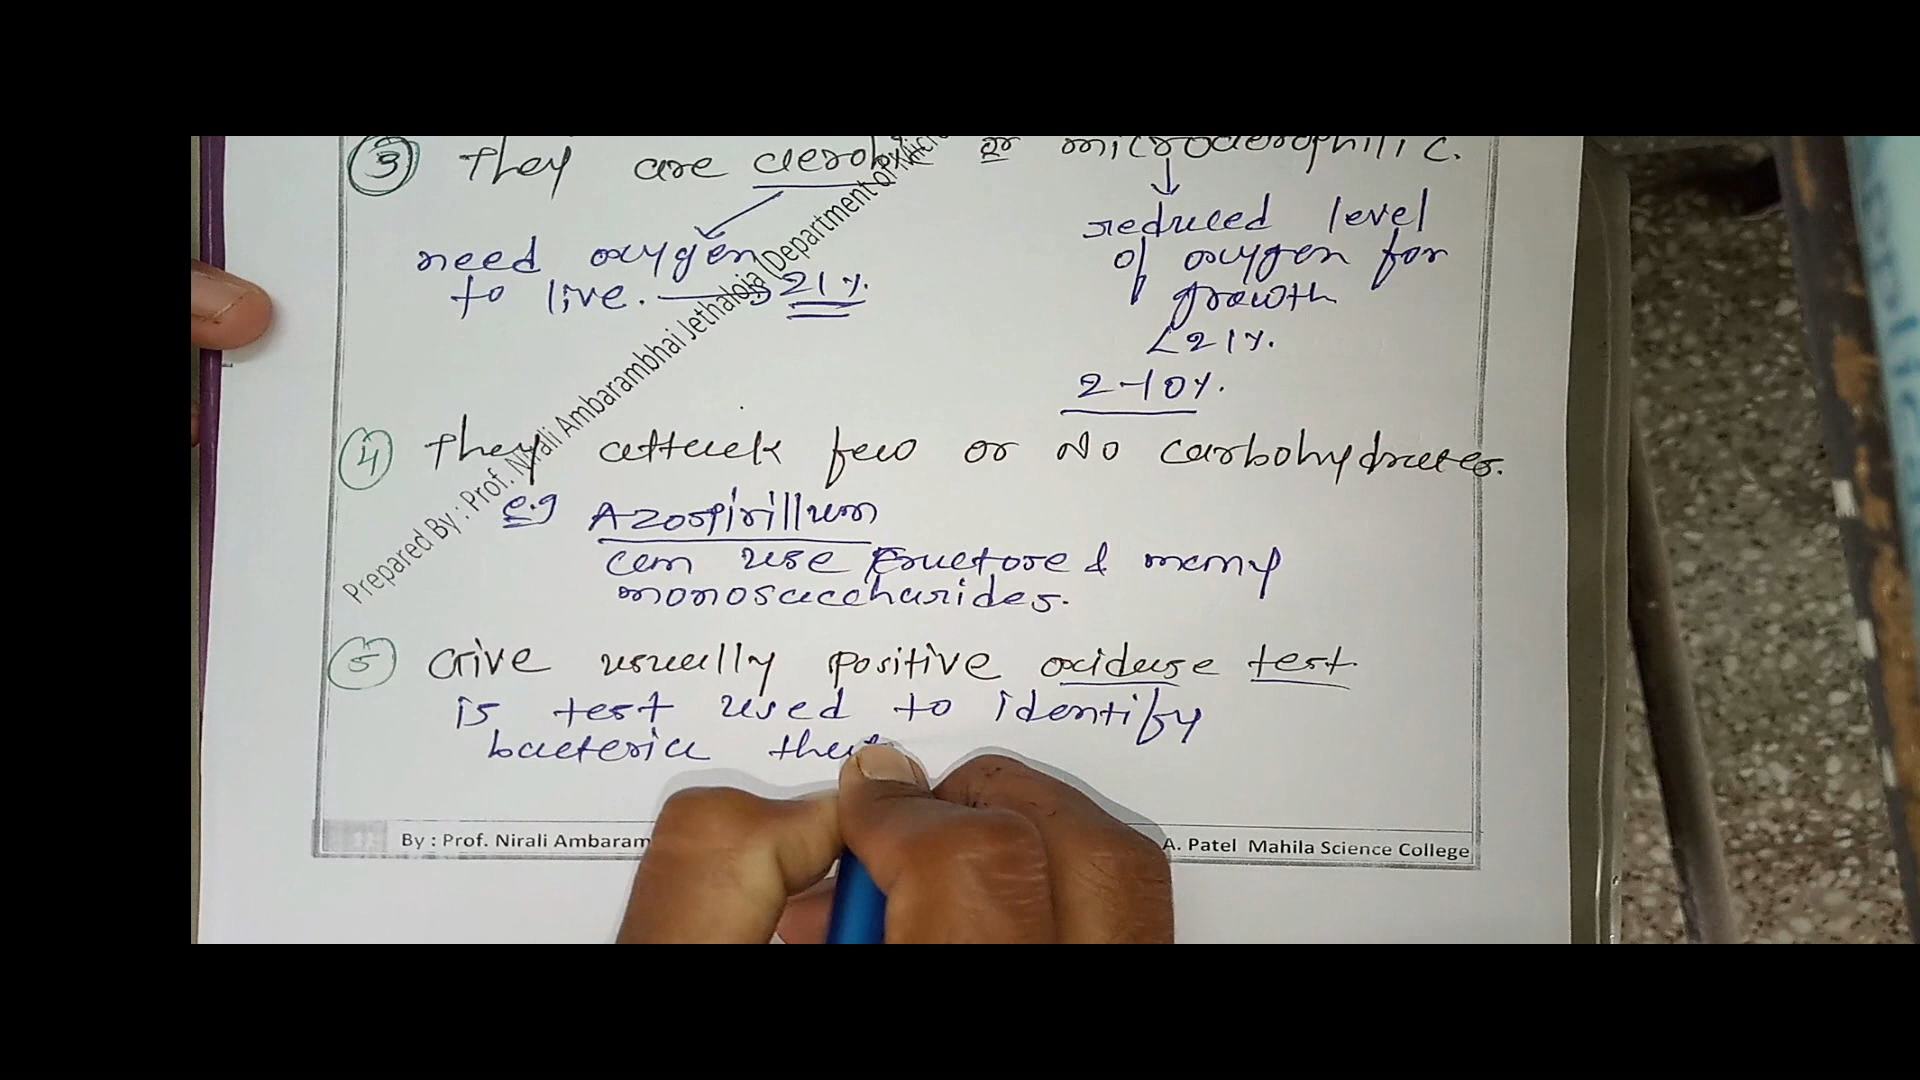 3 They are aerob or microaerophilic.
need oxygen to live. → 21%
reduced level
of oxygen for
growth
<21%.
2-10%.
4 They attack few or No carbohydrates.
e.g Azospirillum
can use fructose & many
monosaccharides.
5 Give usually positive oxidase test.
is test used to identify
bacteria that
Prepared By : Prof. Nirali Ambarambhai Jethaloja (Department of Micro
By : Prof. Nirali Ambaram
A. Patel Mahila Science College